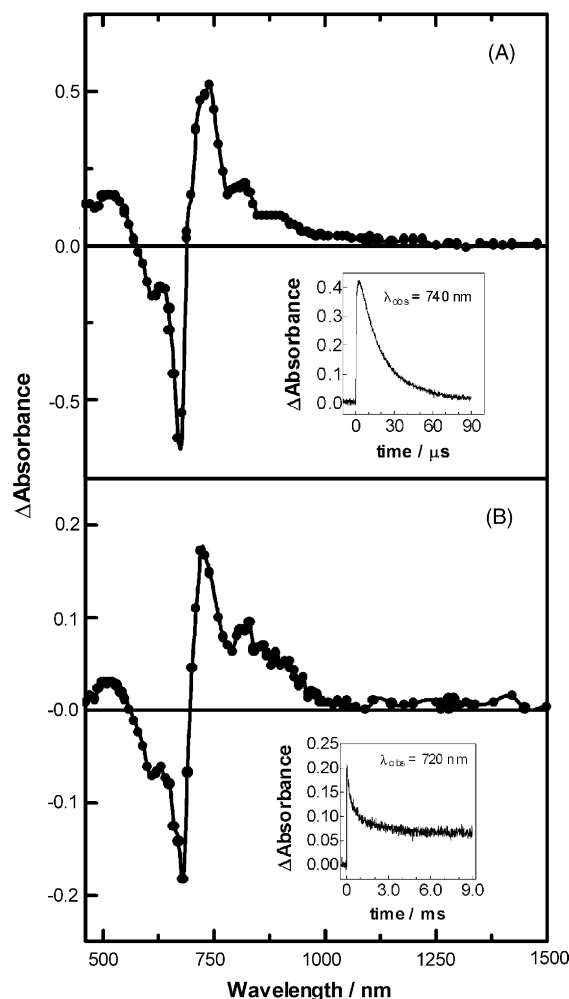 (A)
0.5
0.0
-0.5
ΔAbsorbance
λobs = 740 nm
ΔAbsorbance
0.4
0.3
0.2
0.1
0.0
0 30 60 90
time / μs
(B)
0.2
0.1
-0.0
-0.1
-0.2
λobs = 720 nm
ΔAbsorbance
0.25
0.20
0.15
0.10
0.05
0.00
0 3.0 6.0 9.0
time / ms
500 750 1000 1250 1500
Wavelength / nm